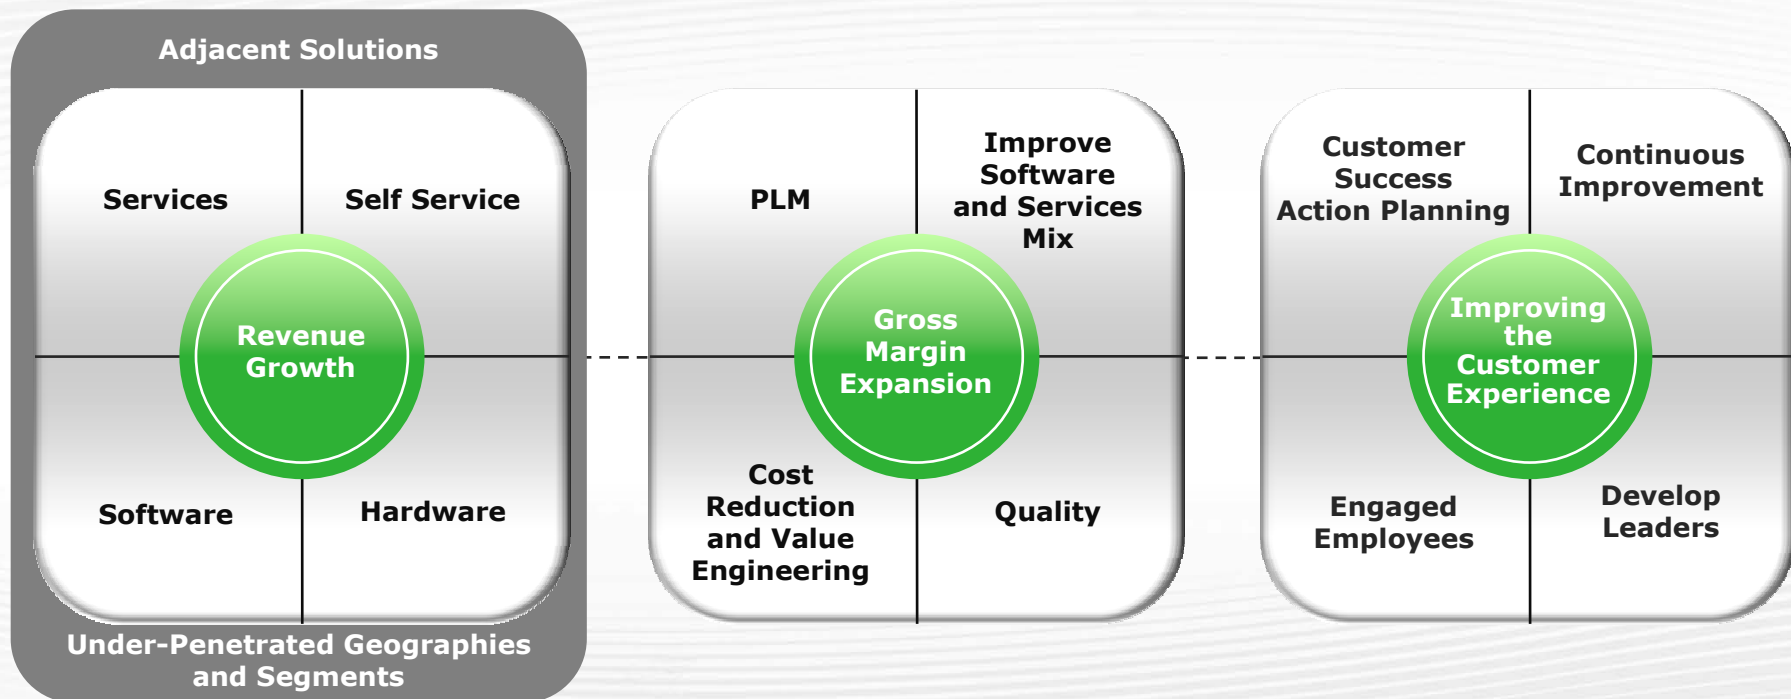 Adjacent Solutions
Services
Self Service
Revenue
Growth
Software
Hardware
Under-Penetrated Geographies
and Segments
PLM
Improve
Software
and Services
Mix
Gross
Margin
Expansion
Cost
Reduction
and Value
Engineering
Quality
Customer
Success
Action Planning
Continuous
Improvement
Improving
the
Customer
Experience
Engaged
Employees
Develop
Leaders